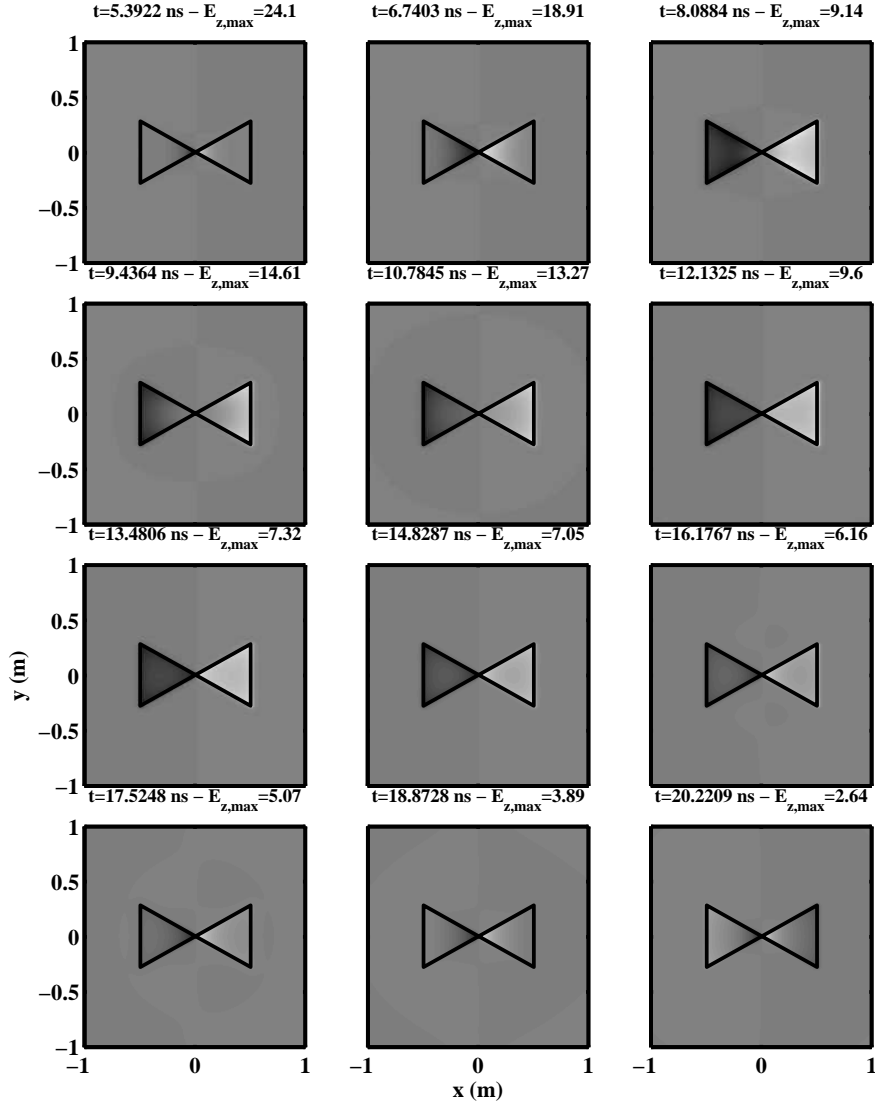 t=5.3922 ns − E_z,max=24.1
t=6.7403 ns − E_z,max=18.91
t=8.0884 ns − E_z,max=9.14
1
0.5
0
−0.5
−1
t=9.4364 ns − E_z,max=14.61
t=10.7845 ns − E_z,max=13.27
t=12.1325 ns − E_z,max=9.6
1
0.5
0
−0.5
−1
t=13.4806 ns − E_z,max=7.32
t=14.8287 ns − E_z,max=7.05
t=16.1767 ns − E_z,max=6.16
1
0.5
0
−0.5
−1
y (m)
t=17.5248 ns − E_z,max=5.07
t=18.8728 ns − E_z,max=3.89
t=20.2209 ns − E_z,max=2.64
1
0.5
0
−0.5
−1
−1 0 1
−1 0 1
−1 0 1
x (m)